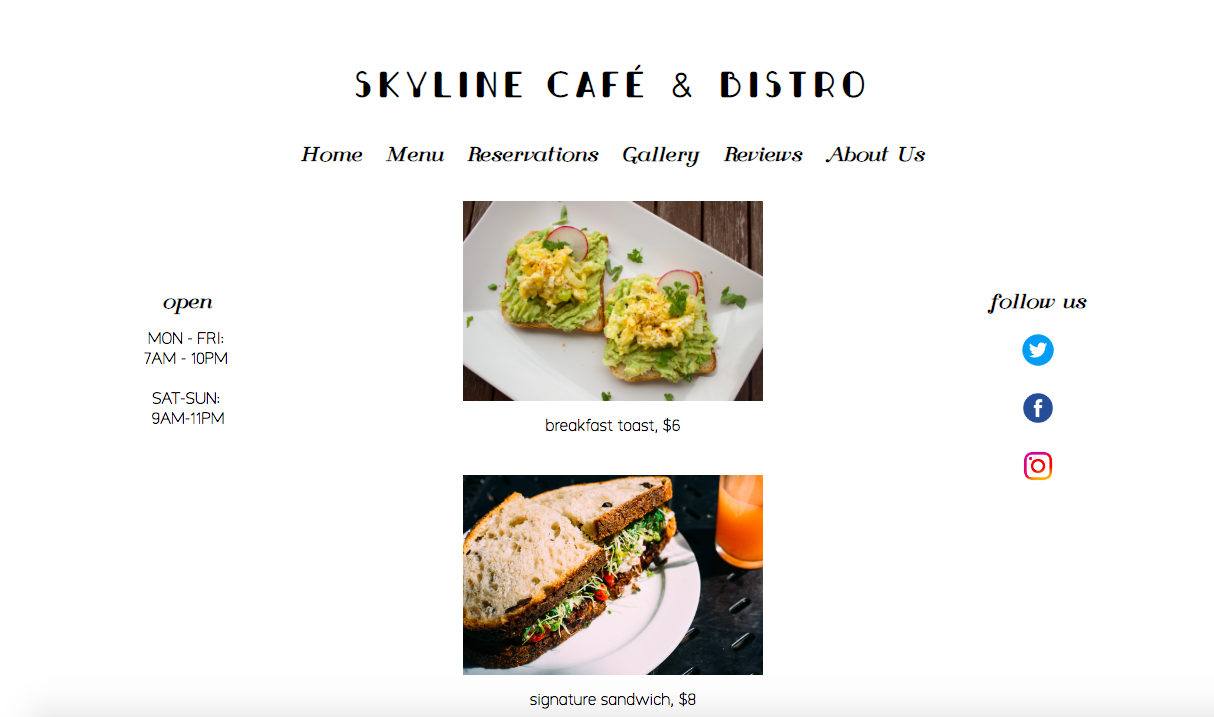 SKYLINE CAFÉ & BISTRO
Home Menu Reservations Gallery Reviews About Us
open
MON - FRI:
7AM - 10PM
SAT-SUN:
9AM-11PM
follow us
breakfast toast, $6
signature sandwich, $8